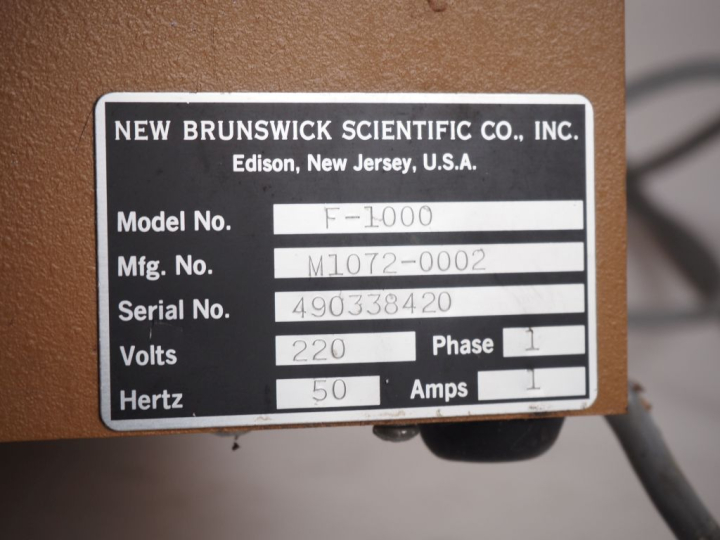 NEW BRUNSWICK SCIENTIFIC CO., INC.
Edison, New Jersey, U.S.A.
Model No. F-1000
Mfg. No. M1072-0002
Serial No. 490338420
Volts 220 Phase 1
Hertz 50 Amps 1